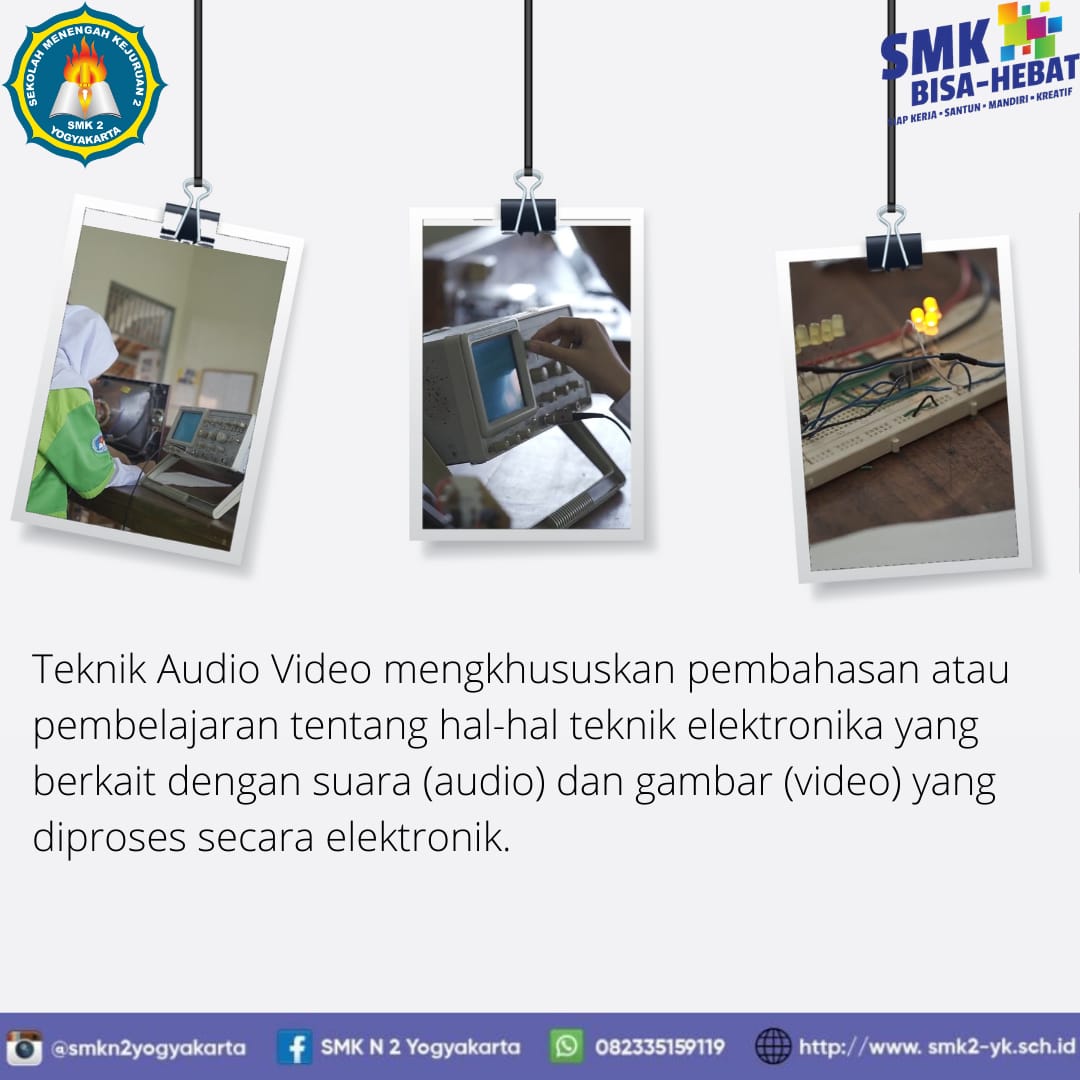 SEKOLAH MENENGAH KEJURUAN 2
SMK 2
YOGYAKARTA
SMK
BISA-HEBAT
AP KERJA • SANTUN • MANDIRI • KREATIF
Teknik Audio Video mengkhususkan pembahasan atau
pembelajaran tentang hal-hal teknik elektronika yang
berkait dengan suara (audio) dan gambar (video) yang
diproses secara elektronik.
@smkn2yogyakarta
SMK N 2 Yogyakarta
082335159119
http://www. smk2-yk.sch.id